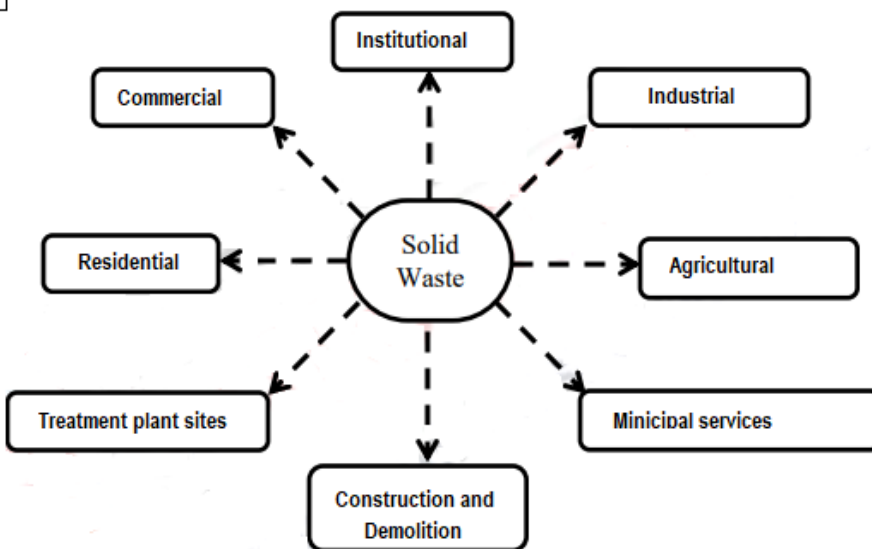 Institutional
Commercial
Industrial
Solid
Waste
Residential
Agricultural
Treatment plant sites
Minicipal services
Construction and
Demolition